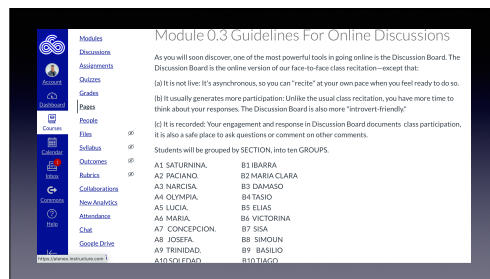 Module 0.3 Guidelines For Online Discussions
As you will soon discover, one of the most powerful tools in going online is the Discussion Board. The
Discussion Board is the online version of our face-to-face class recitation—except that:
(a) It is not live: It's asynchronous, so you can "recite" at your own pace when you feel ready to do so.
(b) It usually generates more participation: Unlike the usual class recitation, you have more time to
think about your responses. The Discussion Board is also more "introvert-friendly."
(c) It is recorded: Your engagement and response in Discussion Board documents class participation,
it is also a safe place to ask questions or comment on other comments.
Students will be grouped by SECTION, into ten GROUPS.
A1 SATURNINA. B1 IBARRA
A2 PACIANO. B2 MARIA CLARA
A3 NARCISA. B3 DAMASO
A4 OLYMPIA. B4 TASIO
A5 LUCIA. B5 ELIAS
A6 MARIA. B6 VICTORINA
A7 CONCEPCION. B7 SISA
A8 JOSEFA. B8 SIMOUN
A9 TRINIDAD. B9 BASILIO
A10 SOLEDAD B10 TIAGO
Modules
Discussions
Assignments
Quizzes
Grades
Pages
People
Files
Syllabus
Outcomes
Rubrics
Collaborations
New Analytics
Attendance
Chat
Google Drive
Account
Dashboard
Courses
Calendar
Inbox
Commons
Help
https://ateneo.instructure.com